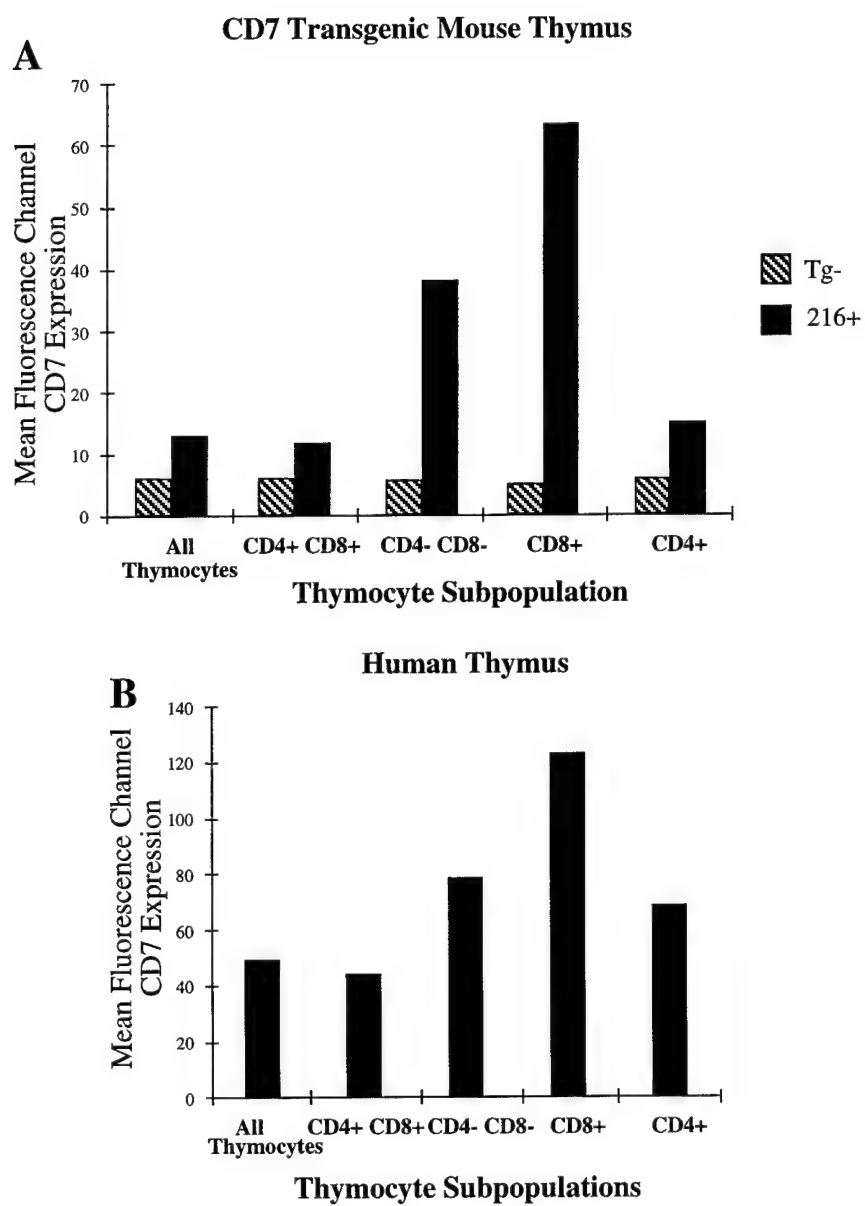 CD7 Transgenic Mouse Thymus
A
Mean Fluorescence Channel
CD7 Expression
70
60
50
40
30
20
10
0
All
Thymocytes
CD4+ CD8+
CD4- CD8-
CD8+
CD4+
Thymocyte Subpopulation
Tg-
216+
Human Thymus
B
Mean Fluorescence Channel
CD7 Expression
140
120
100
80
60
40
20
0
All
Thymocytes
CD4+ CD8+
CD4- CD8-
CD8+
CD4+
Thymocyte Subpopulations